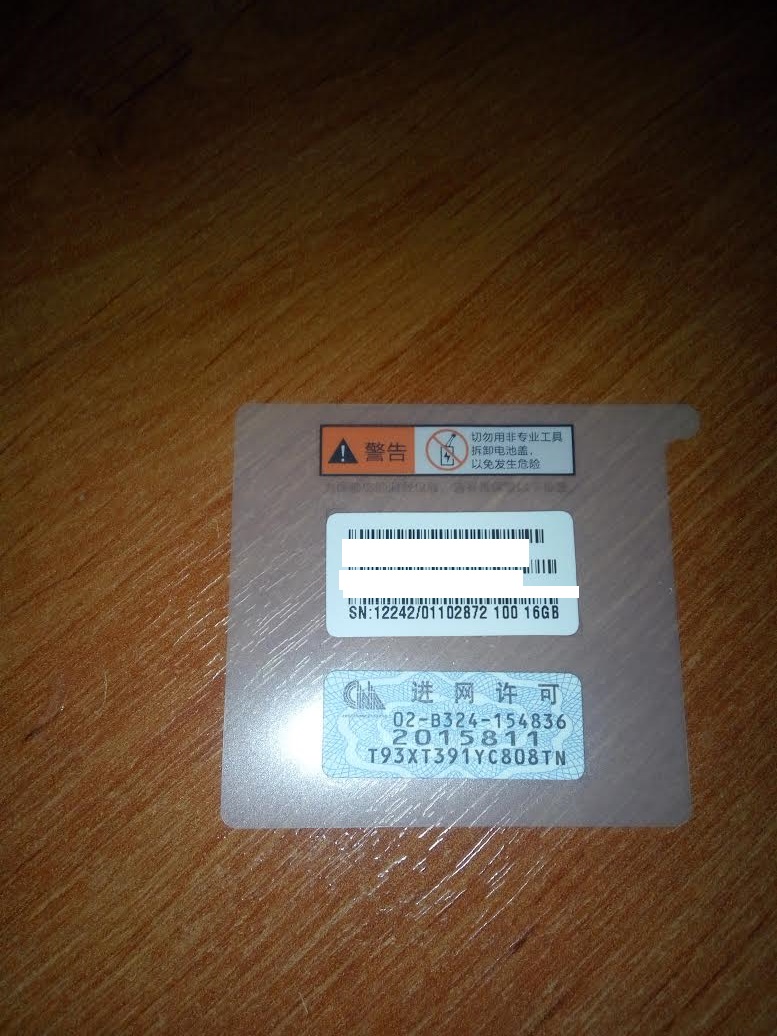 警告
切勿用非专业工具
拆卸电池盖，
以免发生危险
SN:12242/01102872 100 16GB
进网许可
02-B324-154836
2015811
T93XT391YC808TN